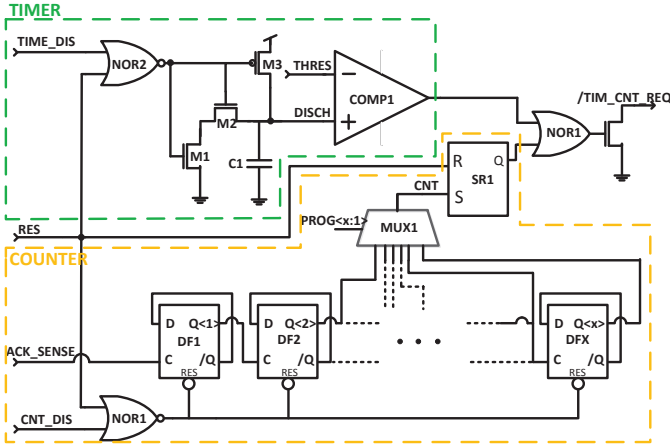 TIMER
TIME_DIS
NOR2
M3
THRES
COMP1
DISCH
M2
M1
C1
/TIM_CNT_REQ
NOR1
R
Q
S
SR1
CNT
RES
PROG<x:1>
MUX1
COUNTER
D
Q<1>
DF1
C
/Q
RES
D
Q<2>
DF2
C
/Q
RES
D
Q<x>
DFX
C
/Q
RES
ACK_SENSE
NOR1
CNT_DIS